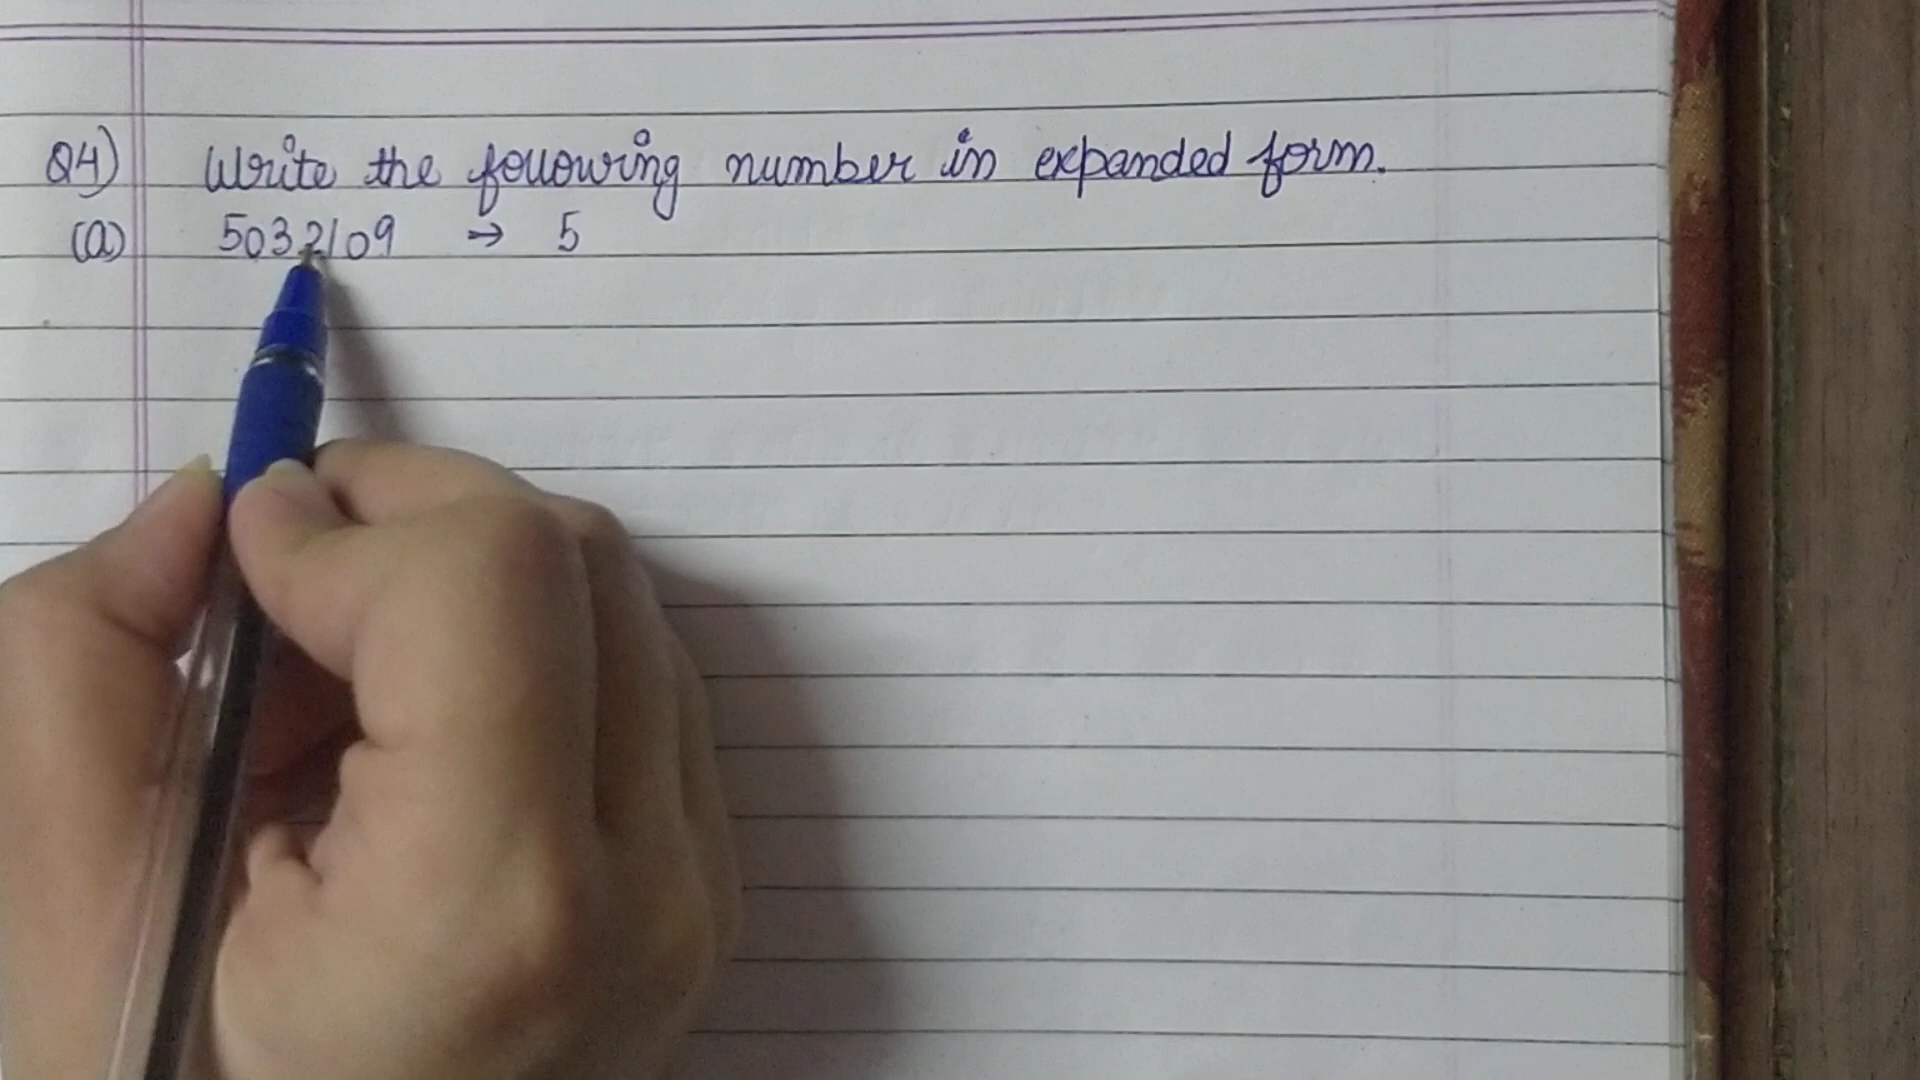 Q4) Write the following number in expanded form.
(a) 5032109 → 5